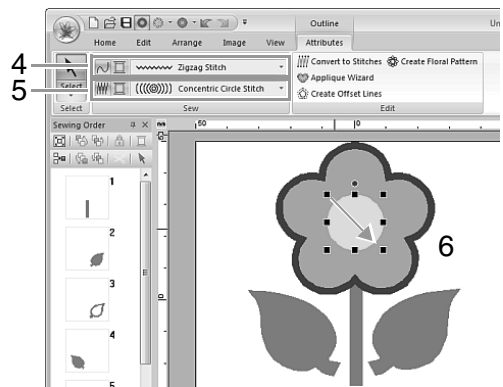 Outline
Un
Home Edit Arrange Image View Attributes
4 Zigzag Stitch
5 Concentric Circle Stitch
Select
Select
Sew
Convert to Stitches Create Floral Pattern
Applique Wizard
Create Offset Lines
Edit
Sewing Order
50 0
1
2
3
4
5
6